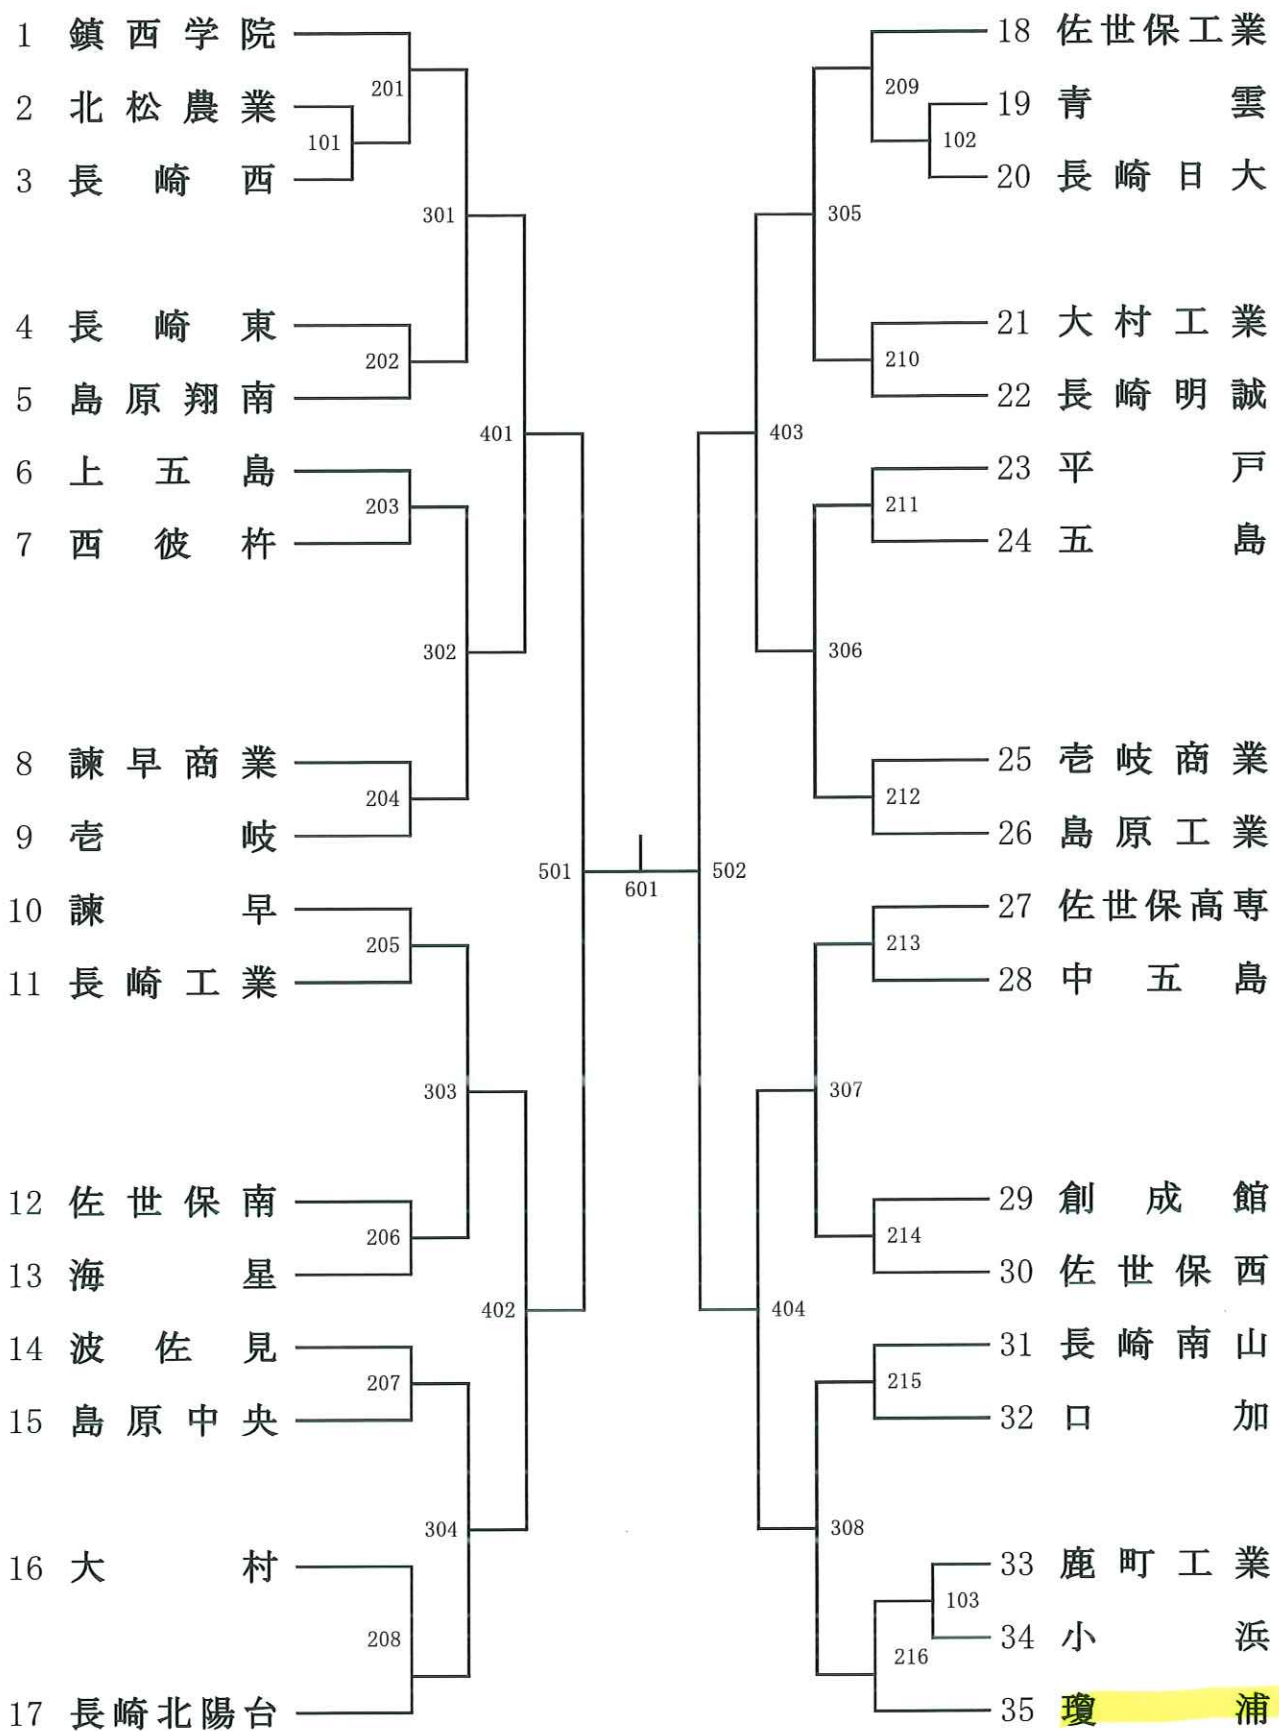 1 鎮西学院
2 北松農業
3 長崎西
4 長崎東
5 島原翔南
6 上五島
7 西彼杵
8 諫早商業
9 壱岐
10 諫早
11 長崎工業
12 佐世保南
13 海星
14 波佐見
15 島原中央
16 大村
17 長崎北陽台
101
201
202
203
204
205
206
207
208
301
302
303
304
401
402
501
601
502
403
404
305
306
307
308
209
102
210
211
212
213
214
215
103
216
18 佐世保工業
19 青雲
20 長崎日大
21 大村工業
22 長崎明誠
23 平戸
24 五島
25 壱岐商業
26 島原工業
27 佐世保高専
28 中五島
29 創成館
30 佐世保西
31 長崎南山
32 口加
33 鹿町工業
34 小浜
35 瓊浦